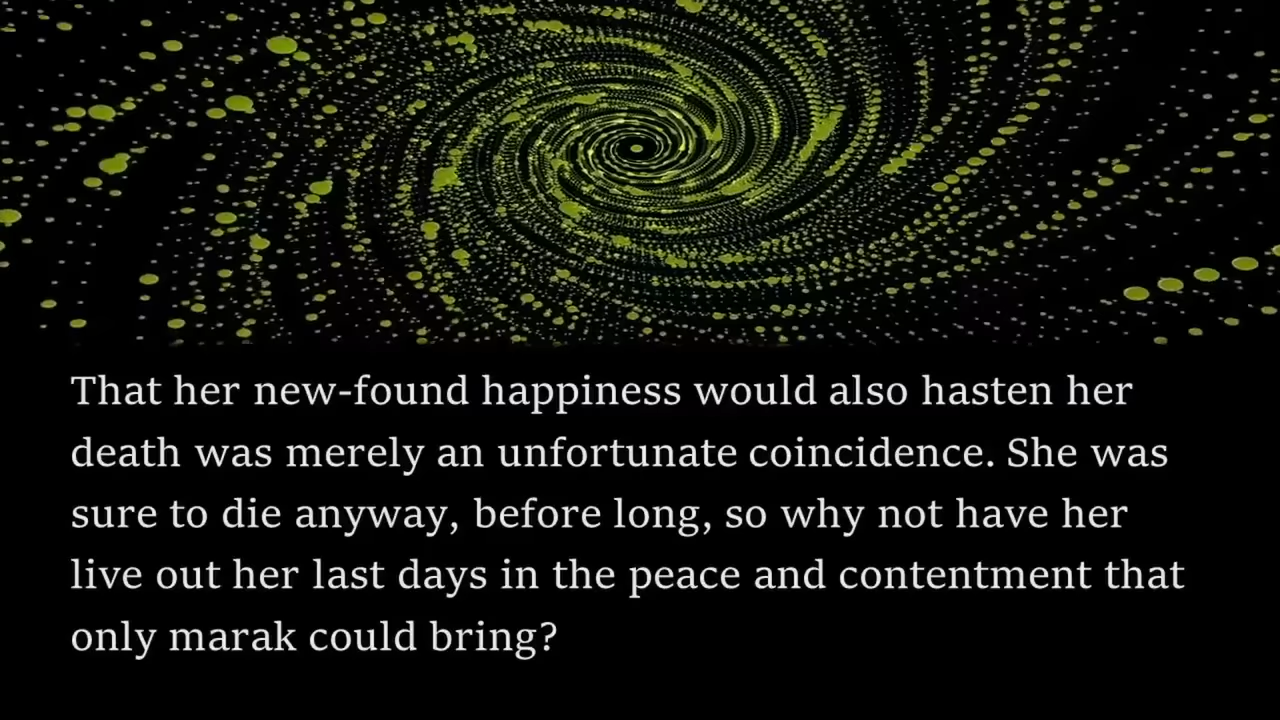 That her new-found happiness would also hasten her
death was merely an unfortunate coincidence. She was
sure to die anyway, before long, so why not have her
live out her last days in the peace and contentment that
only marak could bring?